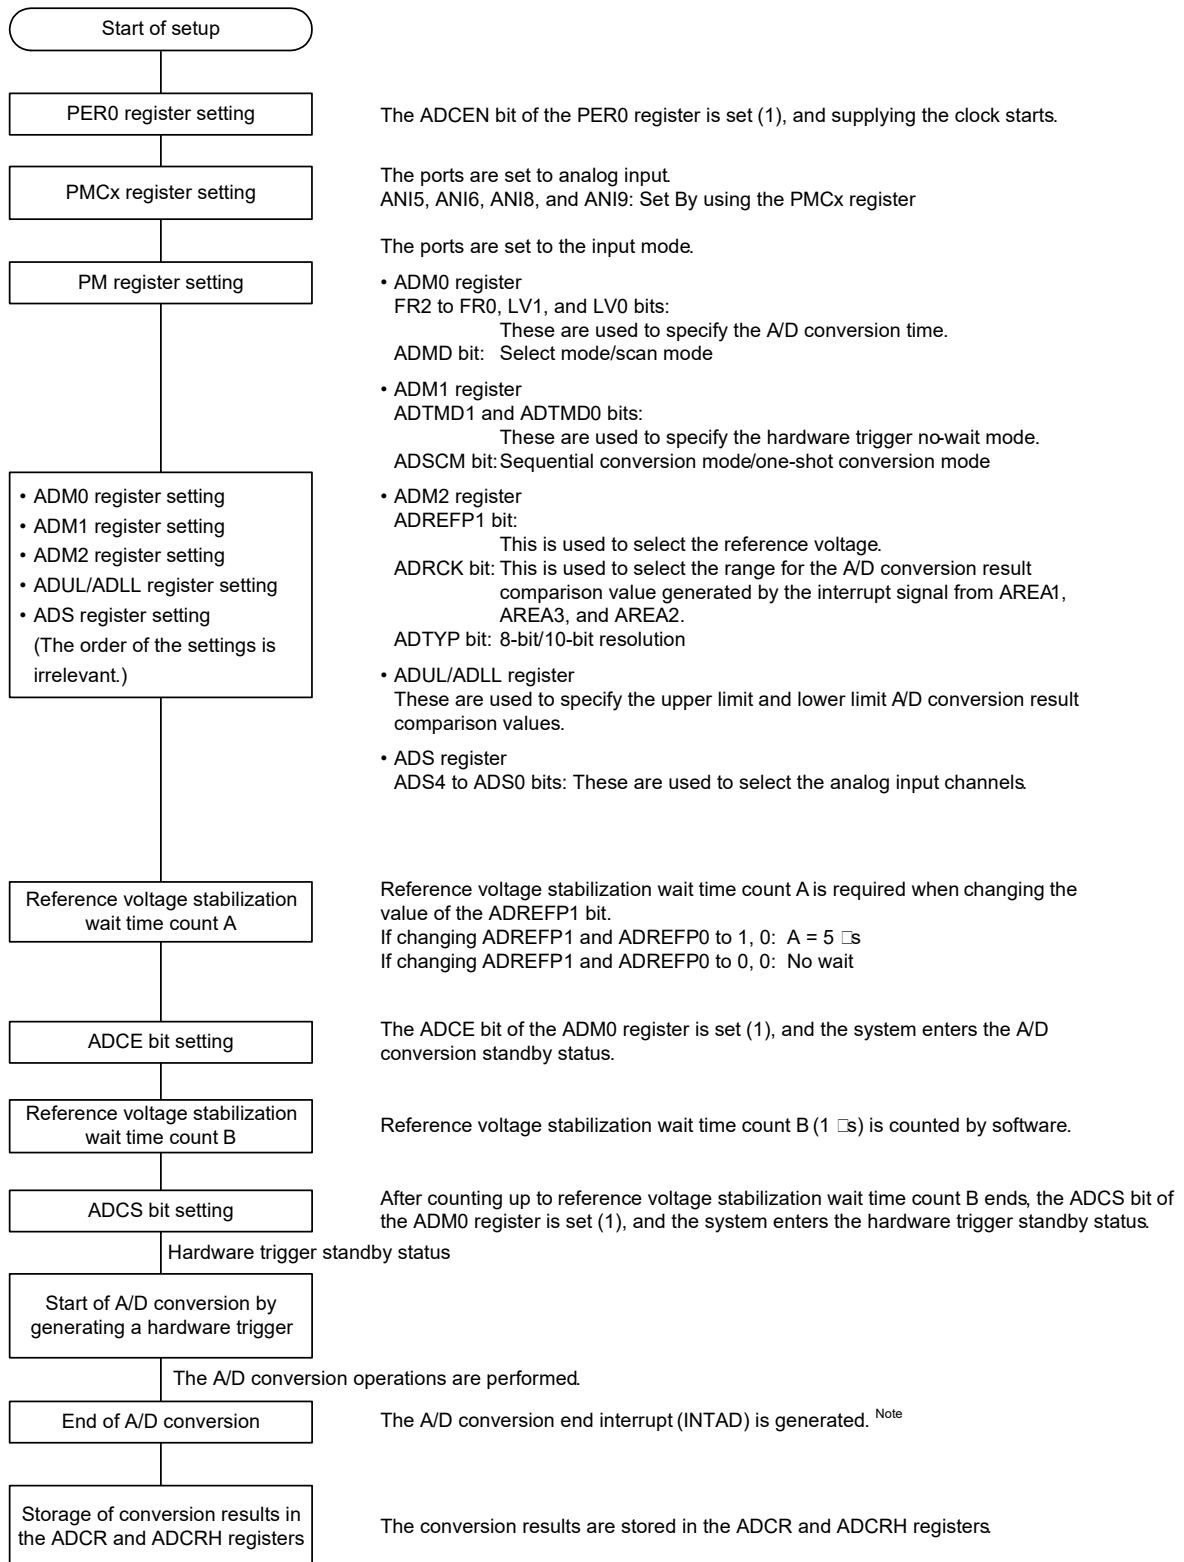 Start of setup
PER0 register setting
The ADCEN bit of the PER0 register is set (1), and supplying the clock starts.
PMCx register setting
The ports are set to analog input.
ANI5, ANI6, ANI8, and ANI9: Set By using the PMCx register
The ports are set to the input mode.
PM register setting
• ADM0 register
FR2 to FR0, LV1, and LV0 bits:
These are used to specify the A/D conversion time.
ADMD bit: Select mode/scan mode
• ADM1 register
ADTMD1 and ADTMD0 bits:
These are used to specify the hardware trigger no-wait mode.
ADSCM bit: Sequential conversion mode/one-shot conversion mode
• ADM0 register setting
• ADM1 register setting
• ADM2 register setting
• ADUL/ADLL register setting
• ADS register setting
(The order of the settings is
irrelevant.)
• ADM2 register
ADREFP1 bit:
This is used to select the reference voltage.
ADRCK bit: This is used to select the range for the A/D conversion result
comparison value generated by the interrupt signal from AREA1,
AREA3, and AREA2.
ADTYP bit: 8-bit/10-bit resolution
• ADUL/ADLL register
These are used to specify the upper limit and lower limit A/D conversion result
comparison values.
• ADS register
ADS4 to ADS0 bits: These are used to select the analog input channels.
Reference voltage stabilization
wait time count A
Reference voltage stabilization wait time count A is required when changing the
value of the ADREFP1 bit.
If changing ADREFP1 and ADREFP0 to 1, 0: A = 5 □s
If changing ADREFP1 and ADREFP0 to 0, 0: No wait
ADCE bit setting
The ADCE bit of the ADM0 register is set (1), and the system enters the A/D
conversion standby status.
Reference voltage stabilization
wait time count B
Reference voltage stabilization wait time count B (1 □s) is counted by software.
ADCS bit setting
After counting up to reference voltage stabilization wait time count B ends, the ADCS bit of
the ADM0 register is set (1), and the system enters the hardware trigger standby status.
Hardware trigger standby status
Start of A/D conversion by
generating a hardware trigger
The A/D conversion operations are performed.
End of A/D conversion
The A/D conversion end interrupt (INTAD) is generated. Note
Storage of conversion results in
the ADCR and ADCRH registers
The conversion results are stored in the ADCR and ADCRH registers.